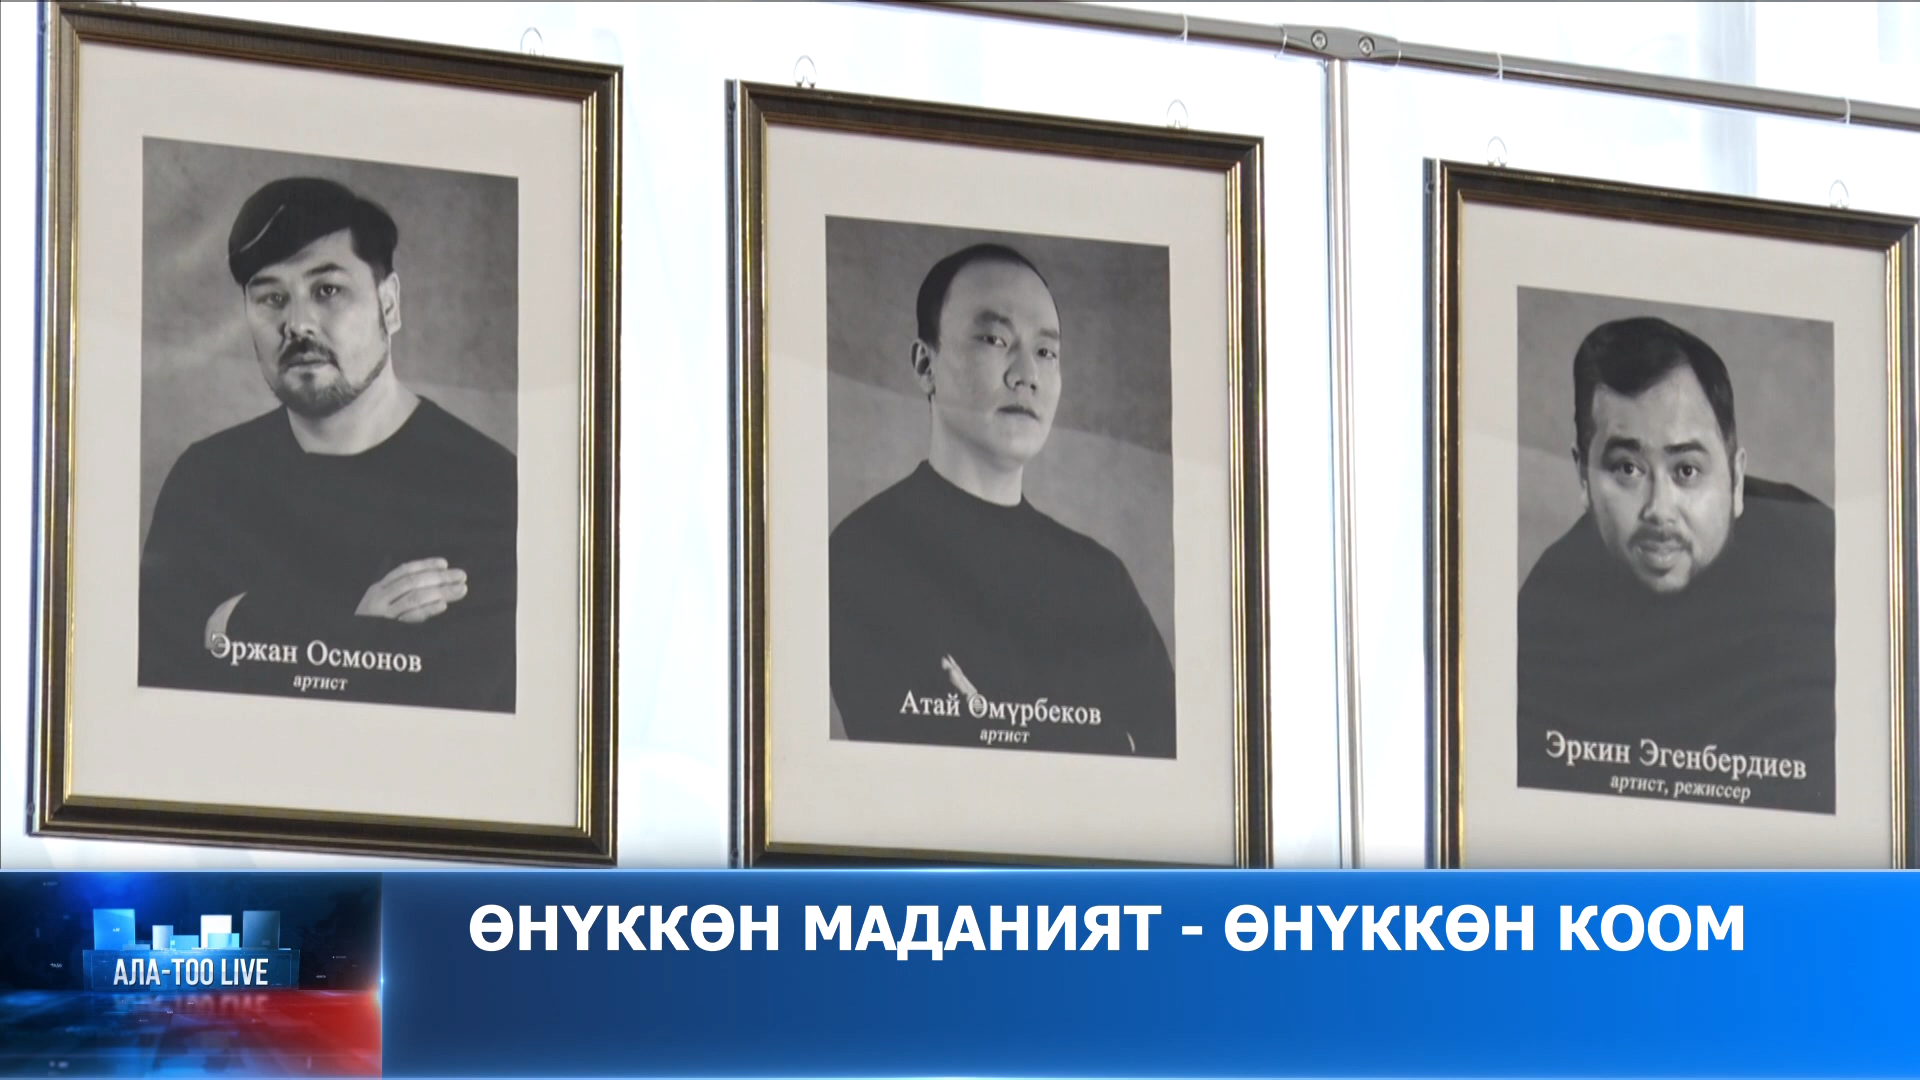 Эржан Осмонов
артист
Атай Өмүрбеков
артист
Эркин Эгенбердиев
артист, режиссер
ӨНҮККӨН МАДАНИЯТ - ӨНҮККӨН КООМ
АЛА-ТОО LIVE